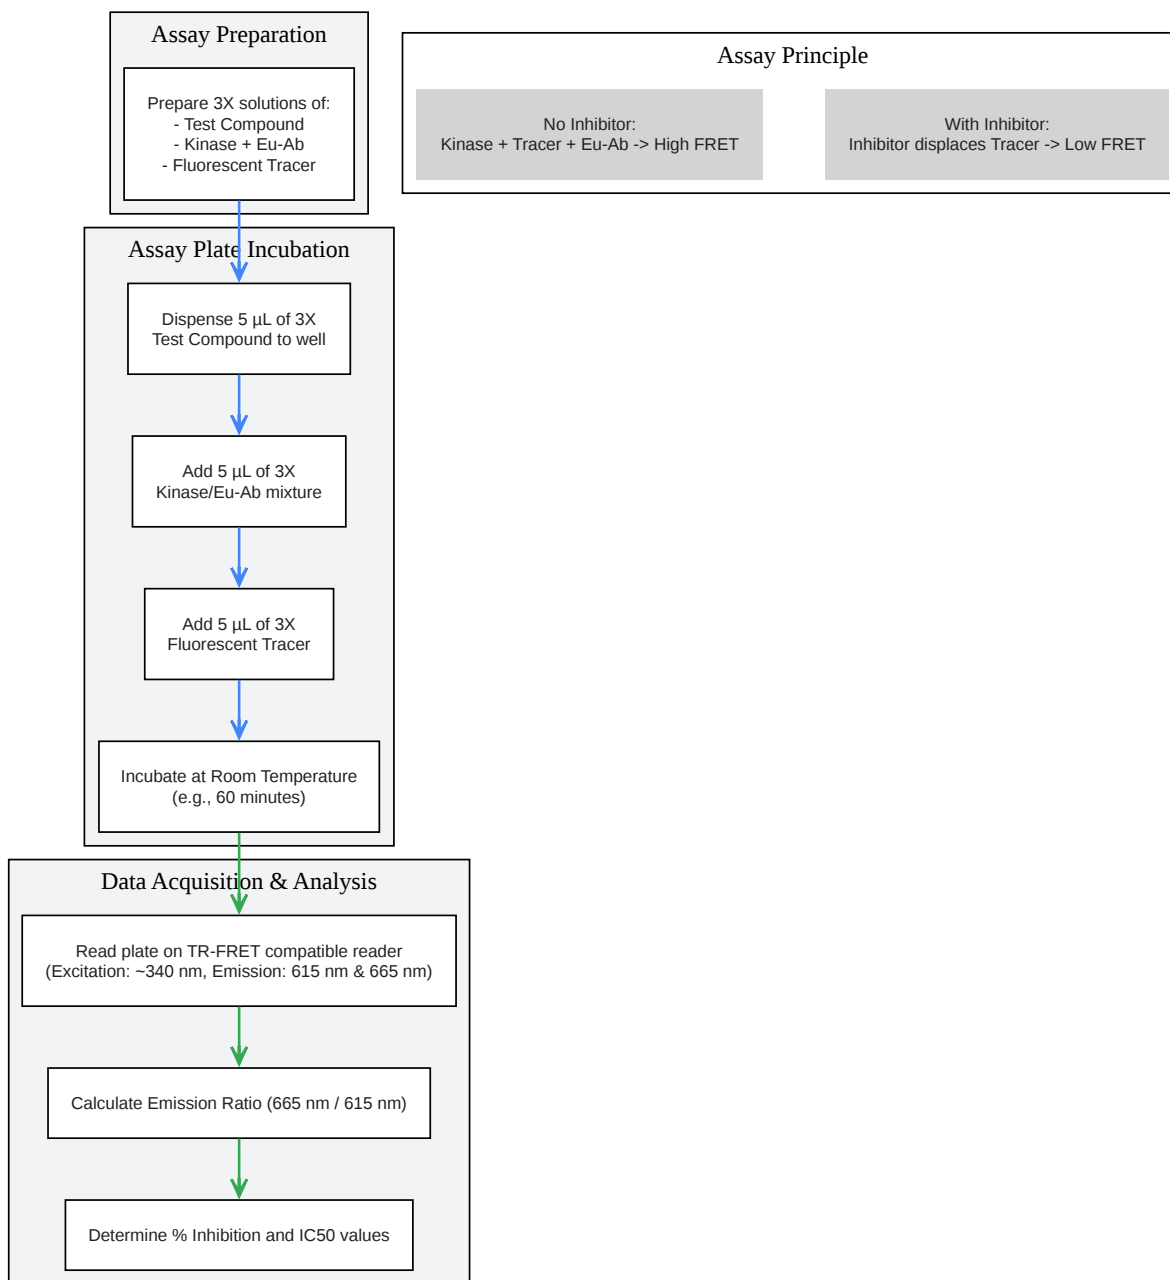 Assay Preparation
Prepare 3X solutions of:
- Test Compound
- Kinase + Eu-Ab
- Fluorescent Tracer
Assay Principle
No Inhibitor:
Kinase + Tracer + Eu-Ab -> High FRET
With Inhibitor:
Inhibitor displaces Tracer -> Low FRET
Assay Plate Incubation
Dispense 5 µL of 3X
Test Compound to well
Add 5 µL of 3X
Kinase/Eu-Ab mixture
Add 5 µL of 3X
Fluorescent Tracer
Incubate at Room Temperature
(e.g., 60 minutes)
Data Acquisition & Analysis
Read plate on TR-FRET compatible reader
(Excitation: ~340 nm, Emission: 615 nm & 665 nm)
Calculate Emission Ratio (665 nm / 615 nm)
Determine % Inhibition and IC50 values